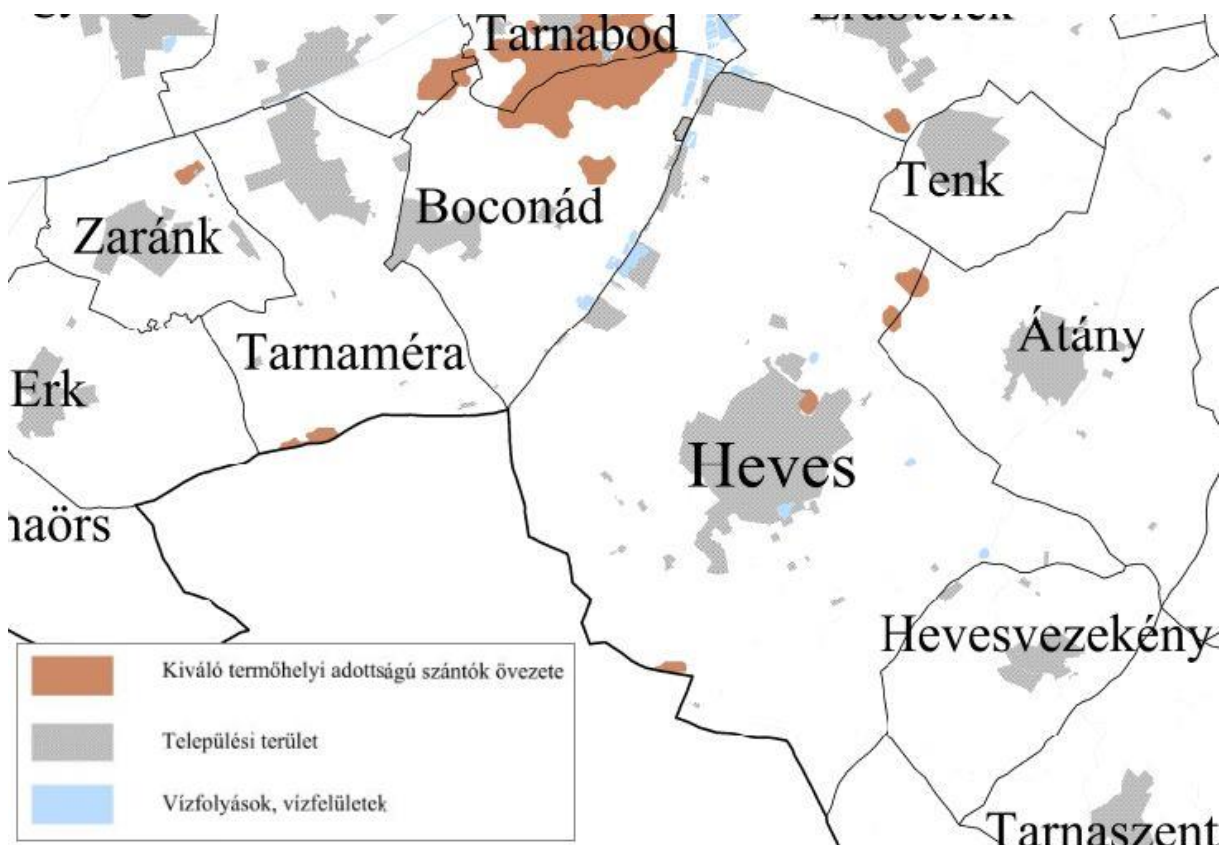 Tarnabod
Erdőtelek
Tenk
Boconád
Zaránk
Átány
Tarnaméra
Erk
Heves
naörs
Hevesvezekény
Kiváló termőhelyi adottságú szántók övezete
Települési terület
Vízfolyások, vízfelületek
Tarnaszent